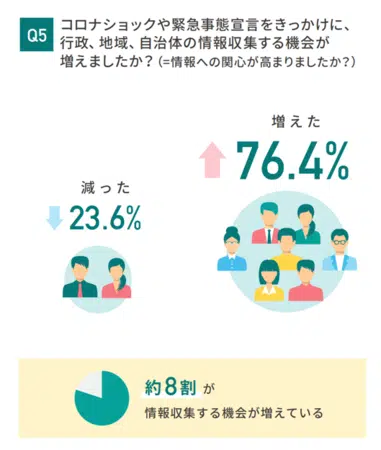 Q5
コロナショックや緊急事態宣言をきっかけに、
行政、地域、自治体の情報収集する機会が
増えましたか？（=情報への関心が高まりましたか？）
増えた
76.4%
減った
23.6%
約8割 が
情報収集する機会が増えている